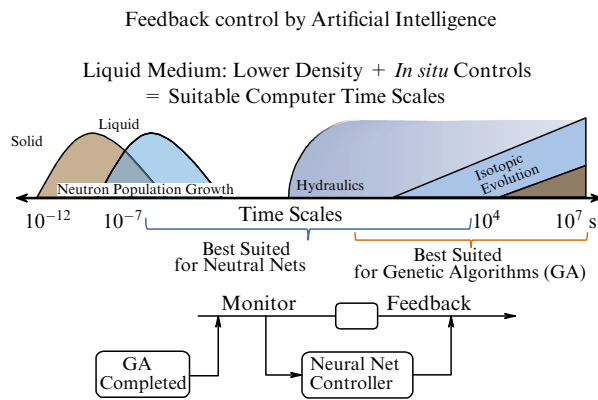 Feedback control by Artificial Intelligence
Liquid Medium: Lower Density + In situ Controls
= Suitable Computer Time Scales
Solid
Liquid
Neutron Population Growth
Hydraulics
Isotopic
Evolution
10⁻¹²
10⁻⁷
Time Scales
10⁴
10⁷ s
Best Suited
for Neutral Nets
Best Suited
for Genetic Algorithms (GA)
Monitor
Feedback
GA
Completed
Neural Net
Controller